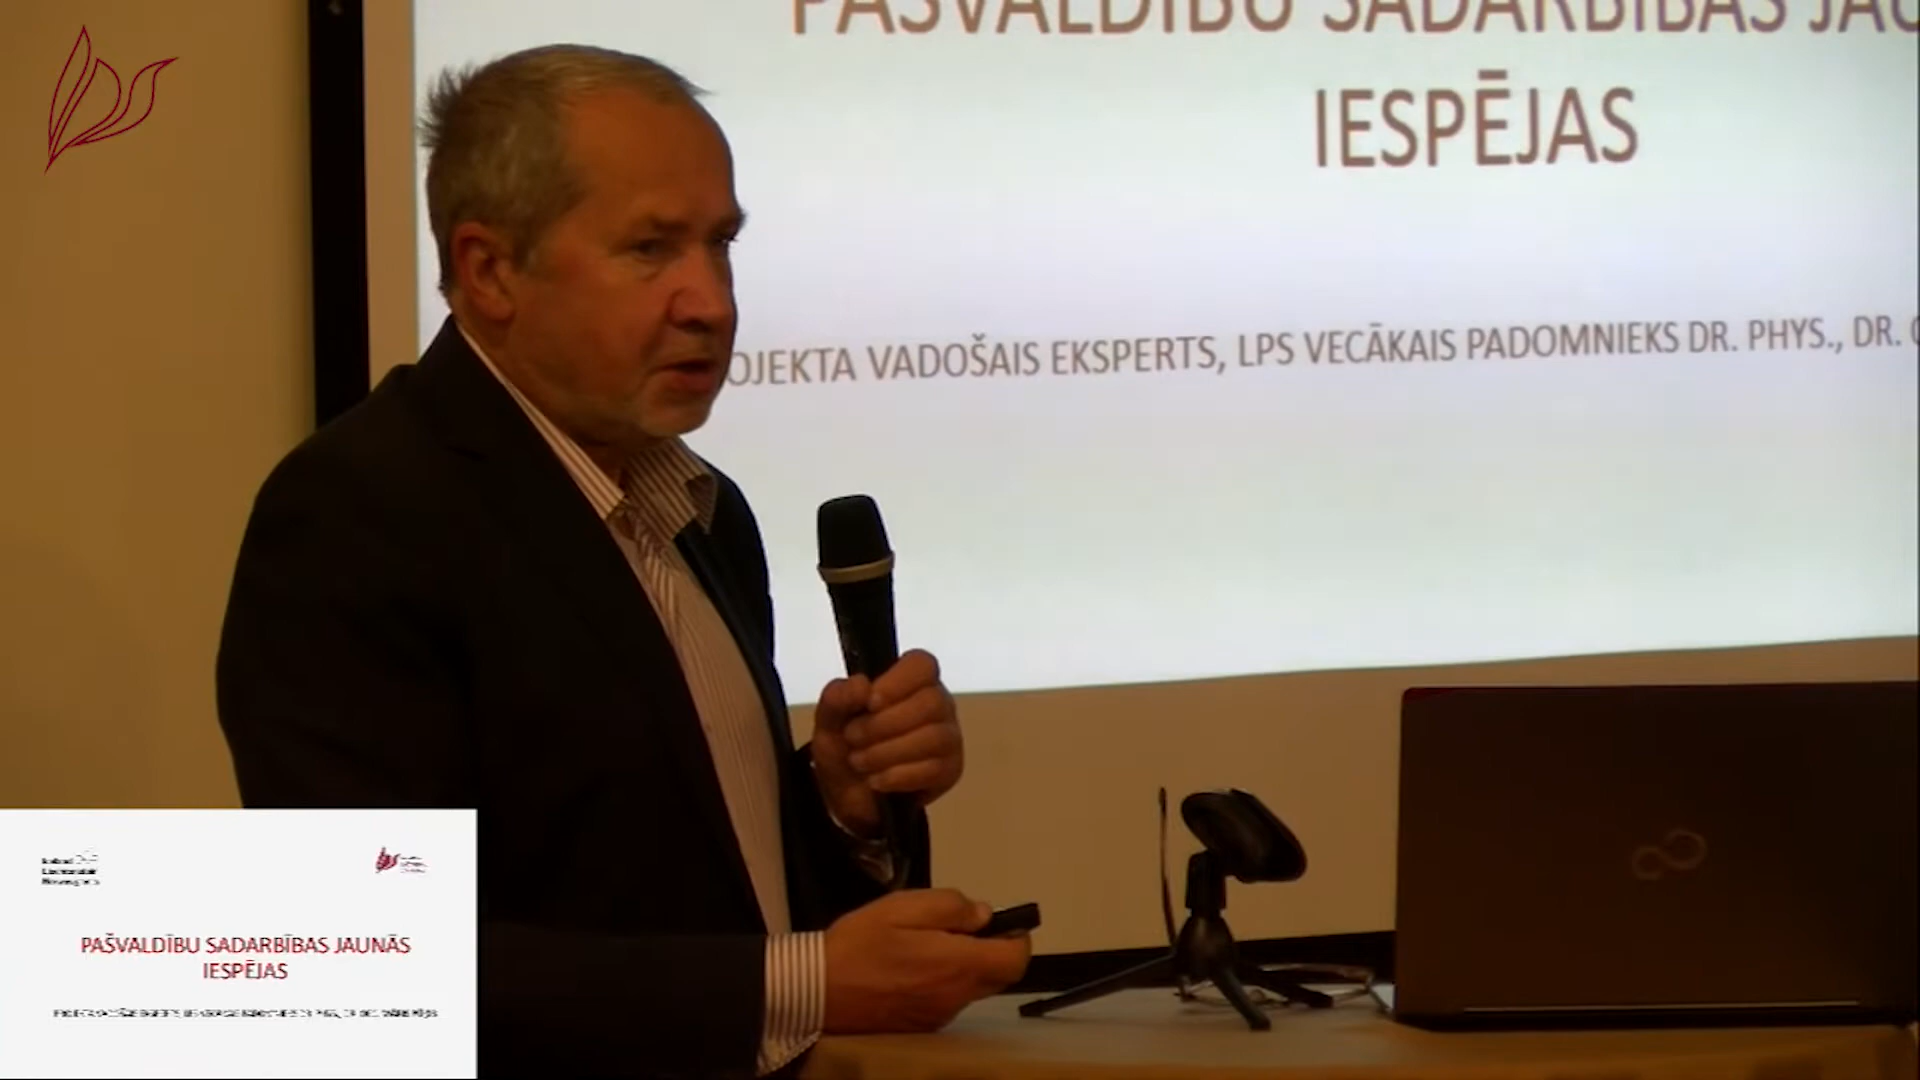 PAŠVALDĪBU SADARBĪBAS JAU
IESPĒJAS
OJEKTA VADOŠAIS EKSPERTS, LPS VECĀKAIS PADOMNIEKS DR. PHYS., DR.
PAŠVALDĪBU SADARBĪBAS JAUNĀS
IESPĒJAS